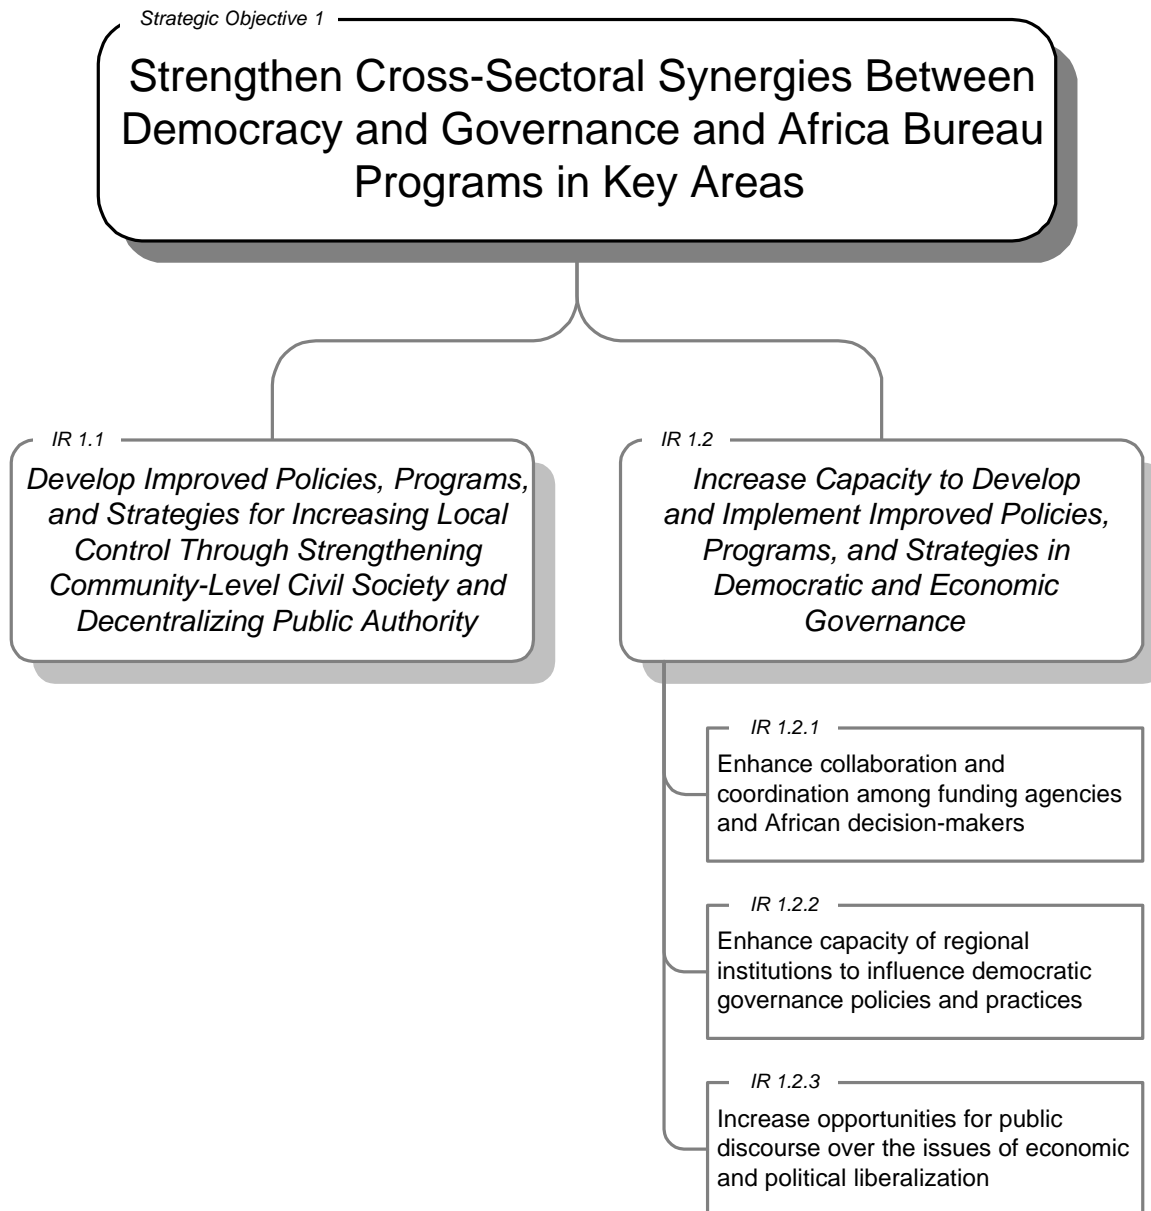 Strategic Objective 1
Strengthen Cross-Sectoral Synergies Between
Democracy and Governance and Africa Bureau
Programs in Key Areas
IR 1.1
Develop Improved Policies, Programs,
and Strategies for Increasing Local
Control Through Strengthening
Community-Level Civil Society and
Decentralizing Public Authority
IR 1.2
Increase Capacity to Develop
and Implement Improved Policies,
Programs, and Strategies in
Democratic and Economic
Governance
IR 1.2.1
Enhance collaboration and
coordination among funding agencies
and African decision-makers
IR 1.2.2
Enhance capacity of regional
institutions to influence democratic
governance policies and practices
IR 1.2.3
Increase opportunities for public
discourse over the issues of economic
and political liberalization